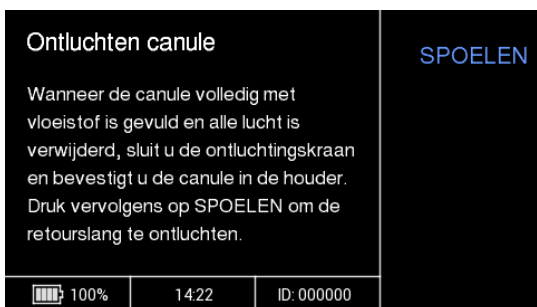 Ontluchten canule
SPOELEN
Wanneer de canule volledig met
vloeistof is gevuld en alle lucht is
verwijderd, sluit u de ontluchtingskraan
en bevestigt u de canule in de houder.
Druk vervolgens op SPOELEN om de
retourslang te ontluchten.
100% 14:22 ID: 000000